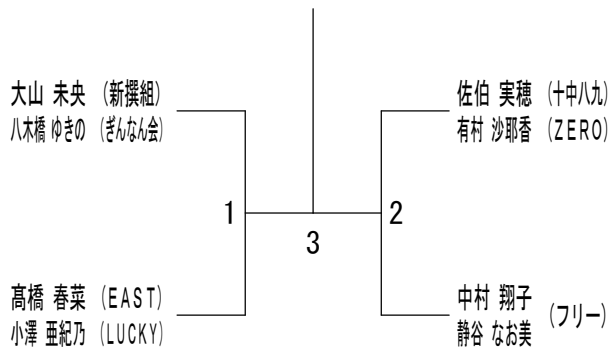 大山 未央 (新撰組)
八木橋 ゆきの (ぎんなん会)
佐伯 実穂 (十中八九)
有村 沙耶香 (ZERO)
1
2
3
髙橋 春菜 (EAST)
小澤 亜紀乃 (LUCKY)
中村 翔子
静谷 なお美
(フリー)